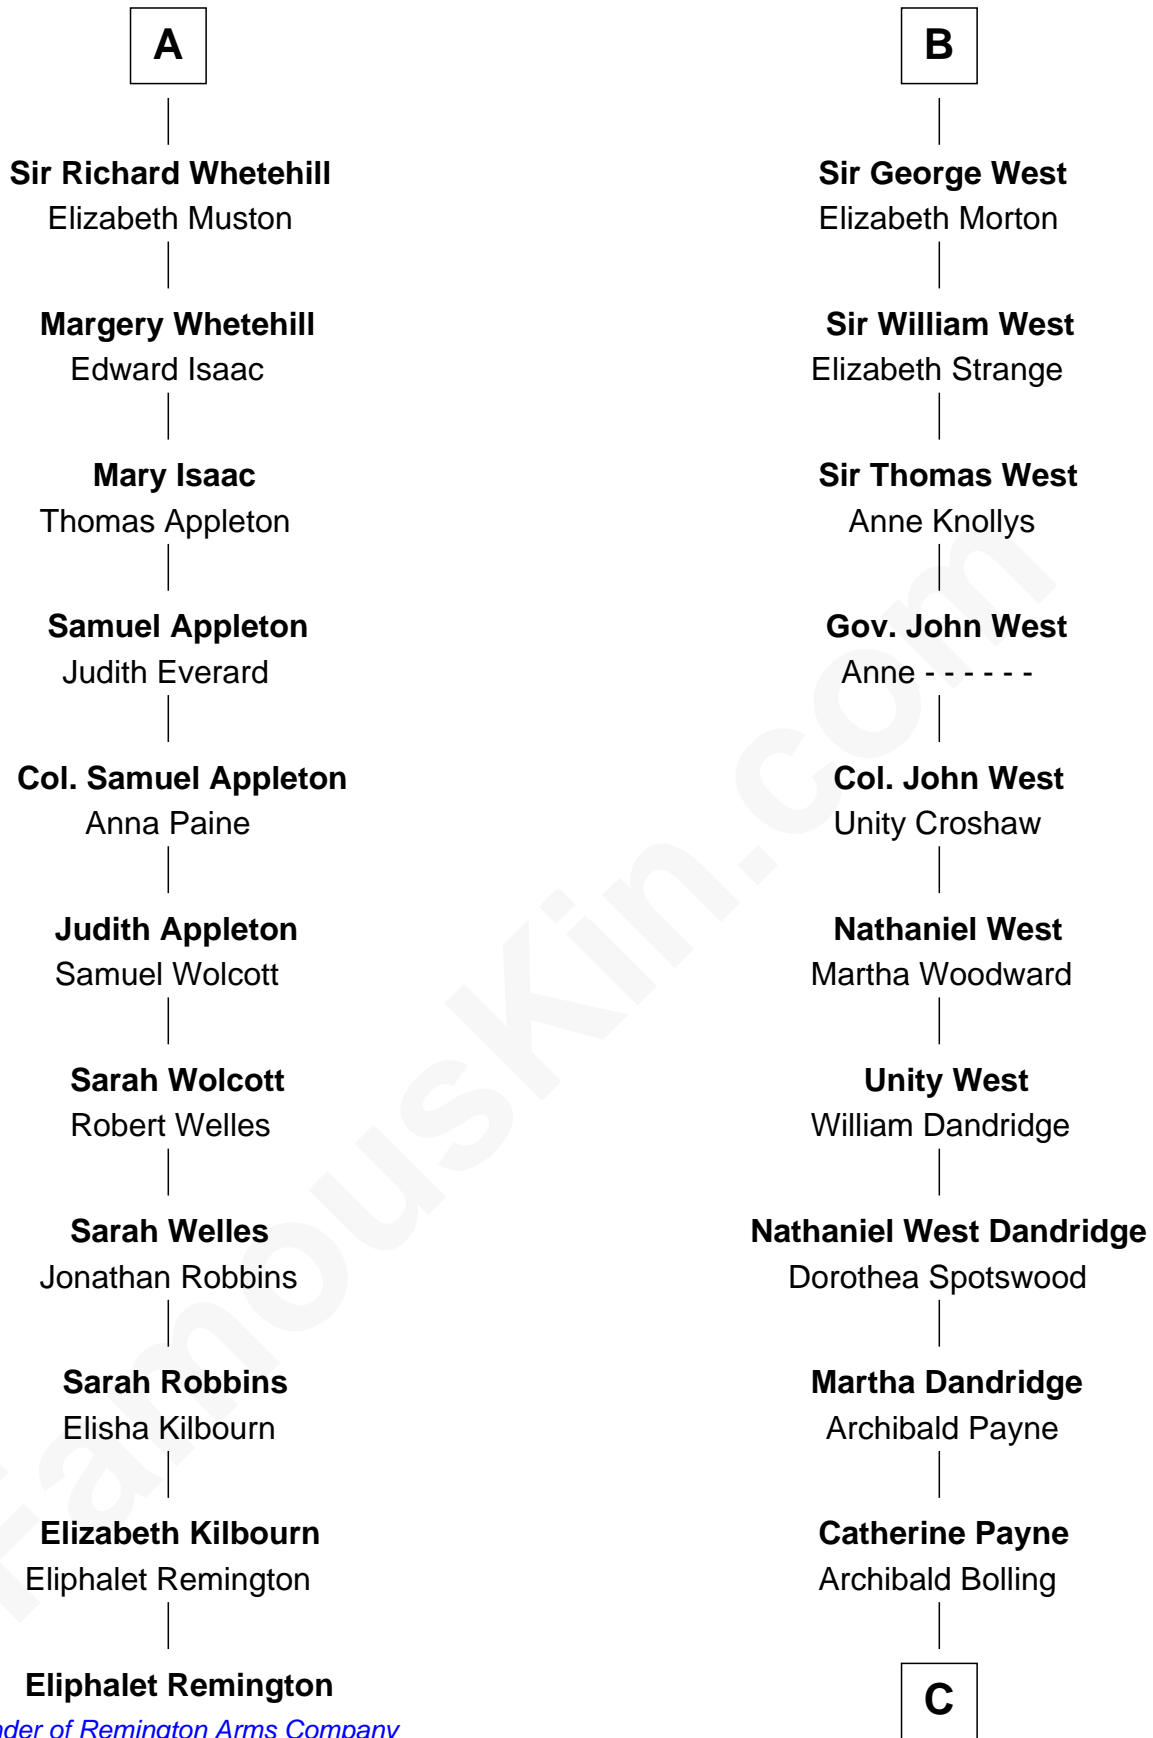 A
Sir Richard Whetehill
Elizabeth Muston
Margery Whetehill
Edward Isaac
Mary Isaac
Thomas Appleton
Samuel Appleton
Judith Everard
Col. Samuel Appleton
Anna Paine
Judith Appleton
Samuel Wolcott
Sarah Wolcott
Robert Welles
Sarah Welles
Jonathan Robbins
Sarah Robbins
Elisha Kilbourn
Elizabeth Kilbourn
Eliphalet Remington
Eliphalet Remington
of Remington Arms Company
B
Sir George West
Elizabeth Morton
Sir William West
Elizabeth Strange
Sir Thomas West
Anne Knollys
Gov. John West
Anne - - - - - -
Col. John West
Unity Croshaw
Nathaniel West
Martha Woodward
Unity West
William Dandridge
Nathaniel West Dandridge
Dorothea Spotswood
Martha Dandridge
Archibald Payne
Catherine Payne
Archibald Bolling
C
FamousKin.com